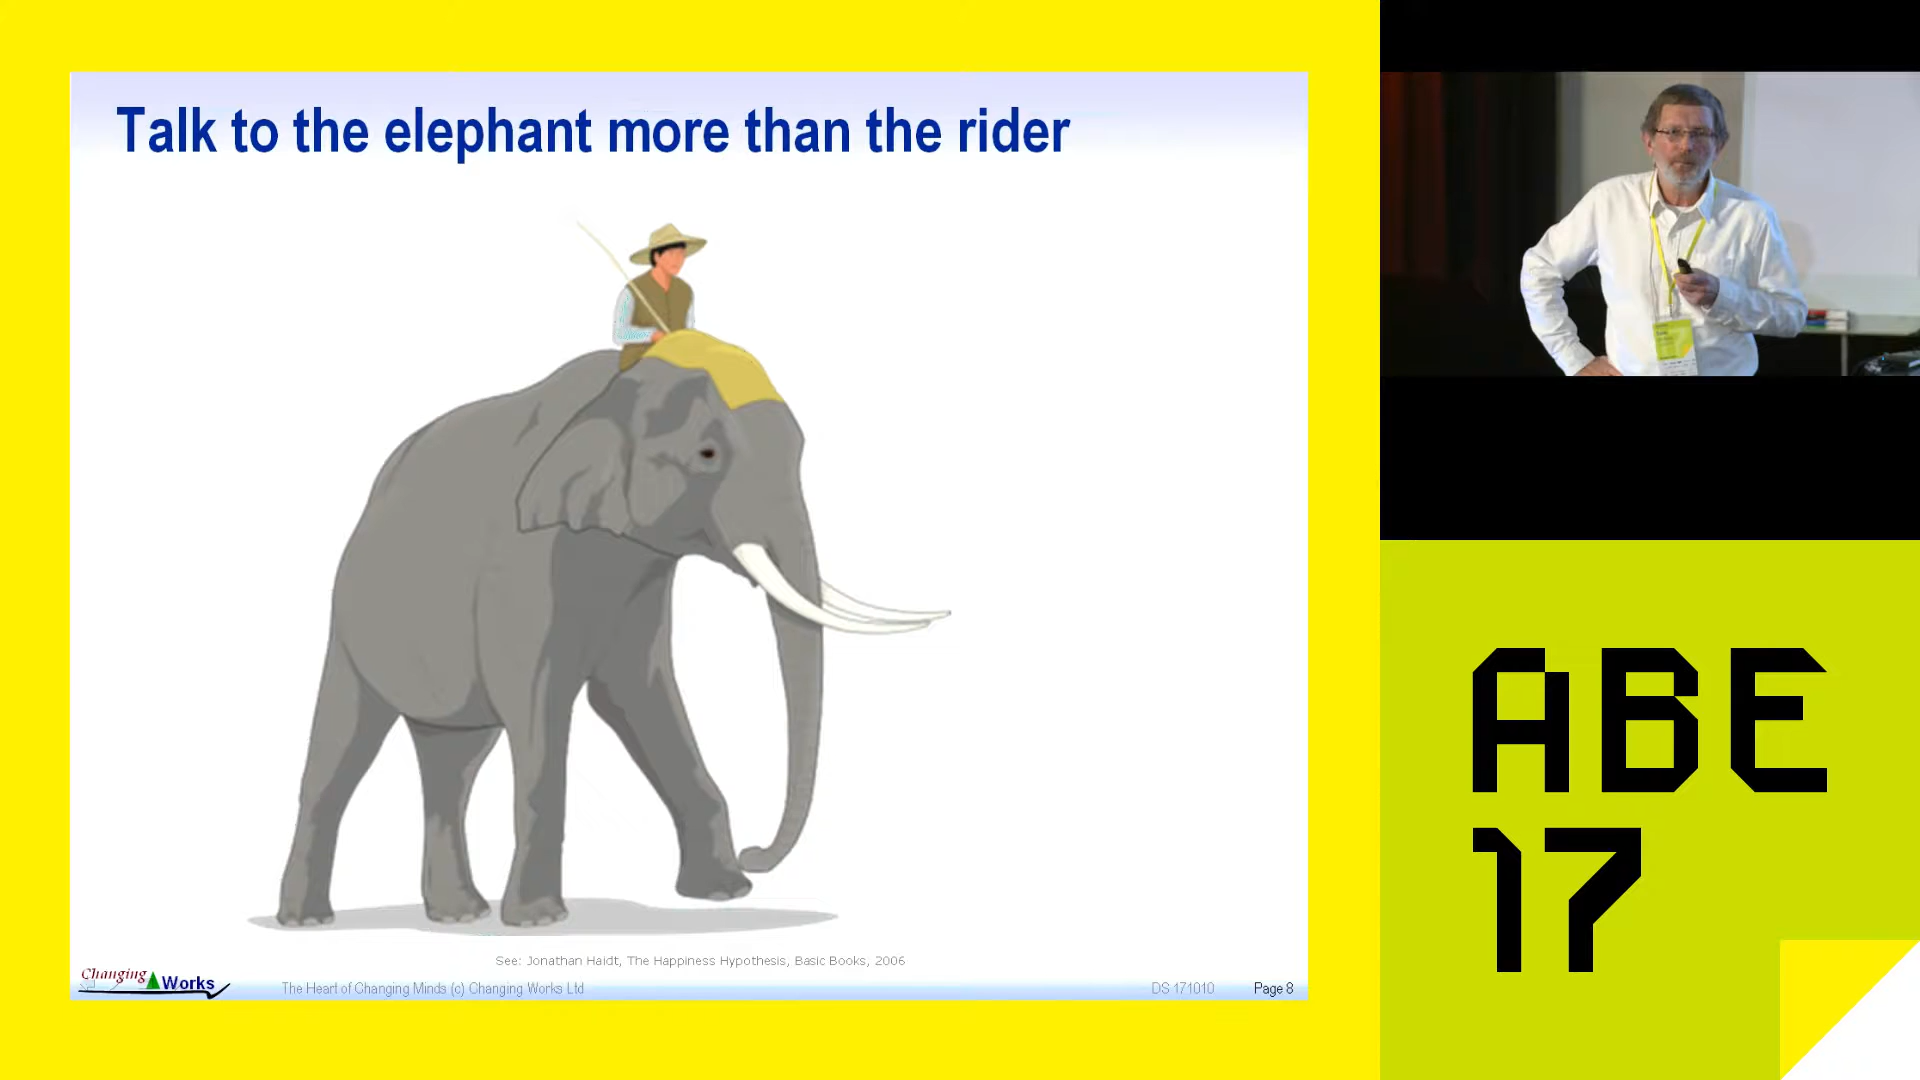 Talk to the elephant more than the rider
See: Jonathan Haidt, The Happiness Hypothesis, Basic Books, 2006
Changing Works
The Heart of Changing Minds (c) Changing Works Ltd
DS 171010
Page 8
ABE
17